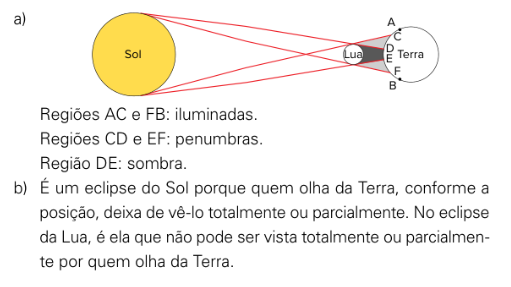 a)
A
C
Sol
Lua
D
E
Terra
F
B
Regiões AC e FB: iluminadas.
Regiões CD e EF: penumbras.
Região DE: sombra.
b) É um eclipse do Sol porque quem olha da Terra, conforme a
posição, deixa de vê-lo totalmente ou parcialmente. No eclipse
da Lua, é ela que não pode ser vista totalmente ou parcialmen-
te por quem olha da Terra.